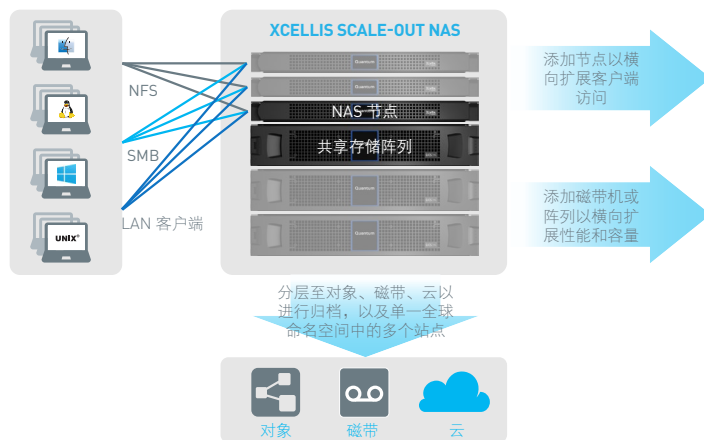 XCELLIS SCALE-OUT NAS
NFS
SMB
LAN 客户端
UNIX®
Quantum
Quantum
NAS 节点
共享存储阵列
Quantum
Quantum
添加节点以横
向扩展客户端
访问
添加磁带机或
阵列以横向扩
展性能和容量
分层至对象、磁带、云以
进行归档，以及单一全球
命名空间中的多个站点
对象
磁带
云